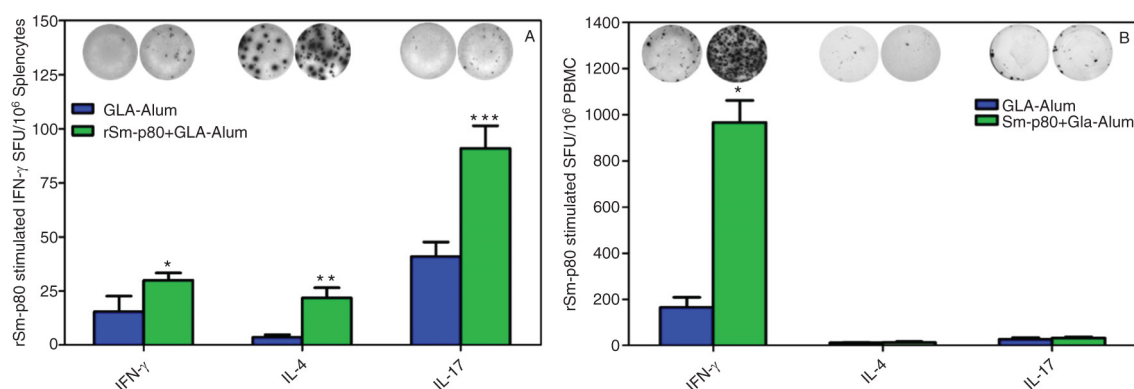 A
rSm-p80 stimulated IFN-γ SFU/10⁶ Splenocytes
150
125
100
75
50
25
0
GLA-Alum
rSm-p80+GLA-Alum
*
**
***
IFN-γ
IL-4
IL-17
B
rSm-p80 stimulated SFU/10⁶ PBMC
1400
1200
1000
800
600
400
200
0
GLA-Alum
Sm-p80+Gla-Alum
*
IFN-γ
IL-4
IL-17